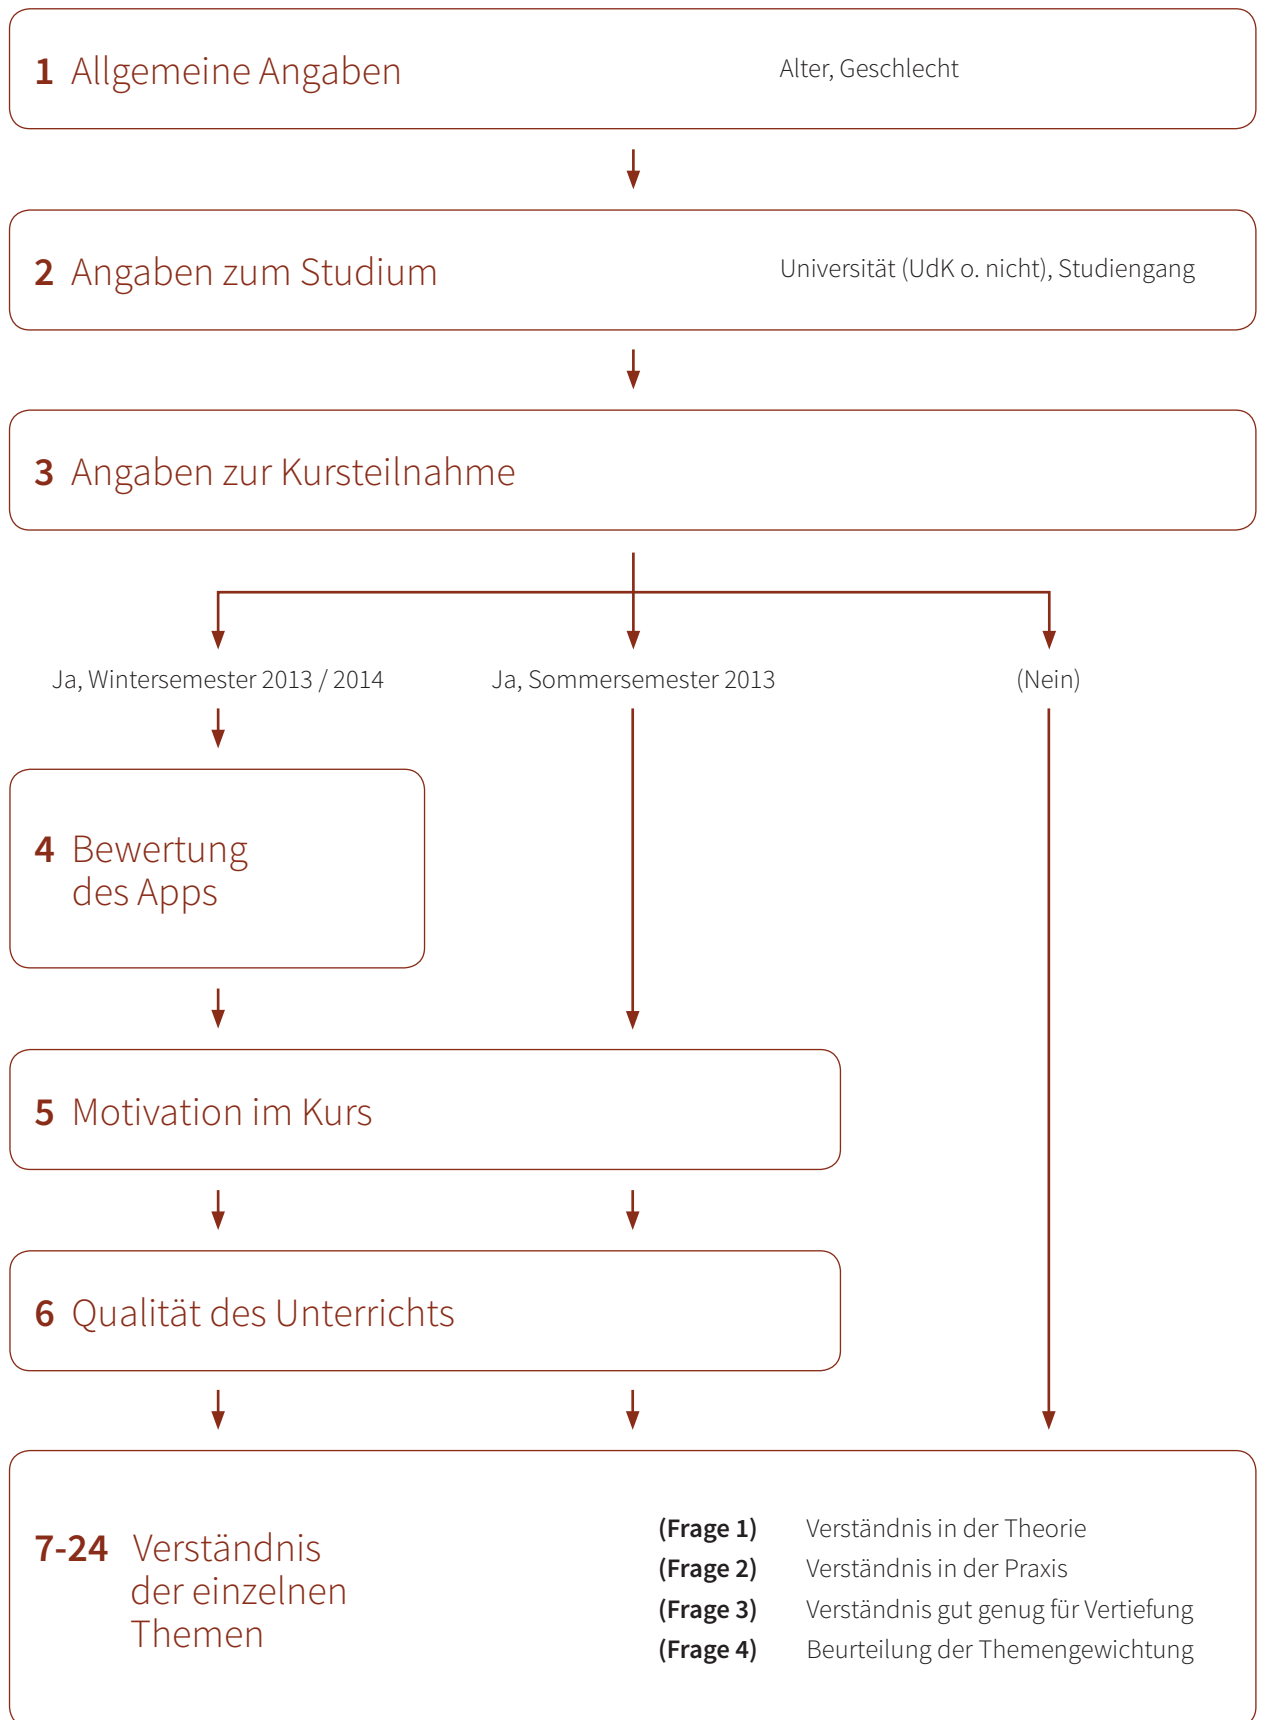 1 Allgemeine Angaben
Alter, Geschlecht
2 Angaben zum Studium
Universität (UdK o. nicht), Studiengang
3 Angaben zur Kursteilnahme
Ja, Wintersemester 2013 / 2014
Ja, Sommersemester 2013
(Nein)
4 Bewertung
des Apps
5 Motivation im Kurs
6 Qualität des Unterrichts
7-24 Verständnis
der einzelnen
Themen
(Frage 1) Verständnis in der Theorie
(Frage 2) Verständnis in der Praxis
(Frage 3) Verständnis gut genug für Vertiefung
(Frage 4) Beurteilung der Themengewichtung